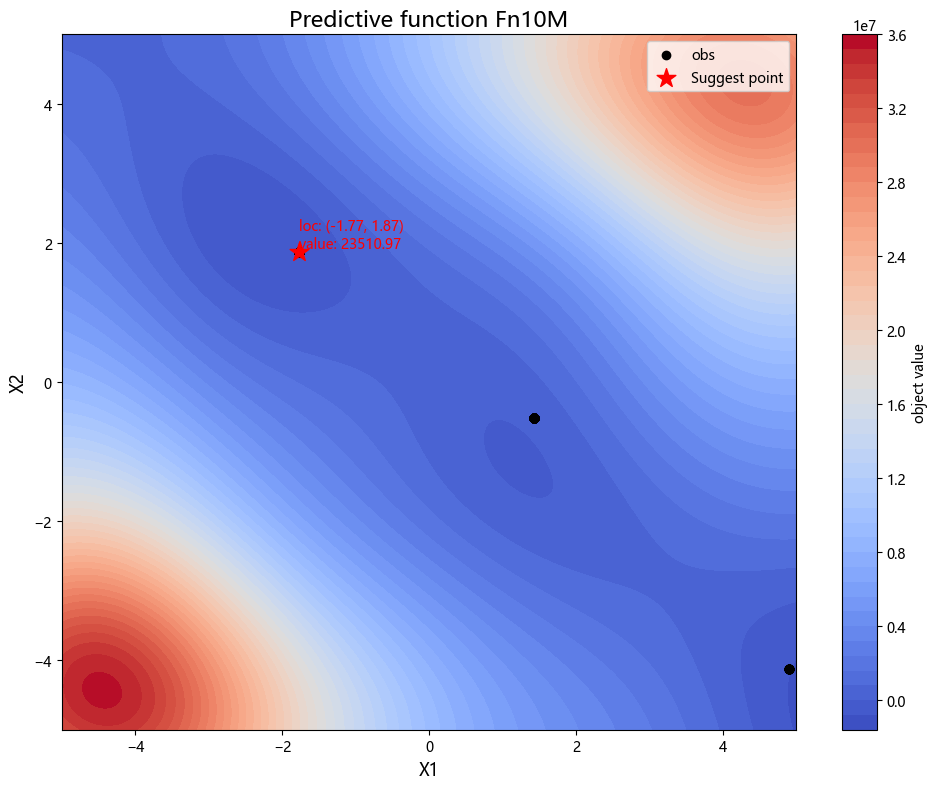 Predictive function Fn10M
1e7
obs
Suggest point
loc: (-1.77, 1.87)
value: 23510.97
X2
4
2
0
−2
−4
−4
−2
0
2
4
X1
3.6
3.2
2.8
2.4
2.0
1.6
1.2
0.8
0.4
0.0
object value